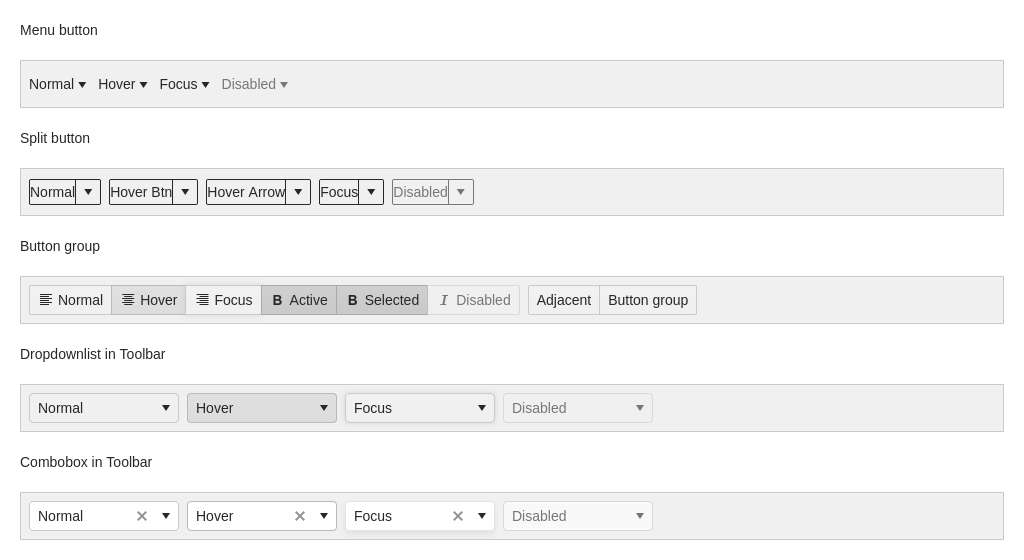 Menu button
Normal Hover Focus Disabled
Split button
Normal Hover Btn Hover Arrow Focus Disabled
Button group
Normal Hover Focus B Active B Selected I Disabled Adjacent Button group
Dropdownlist in Toolbar
Normal Hover Focus Disabled
Combobox in Toolbar
Normal Hover Focus Disabled